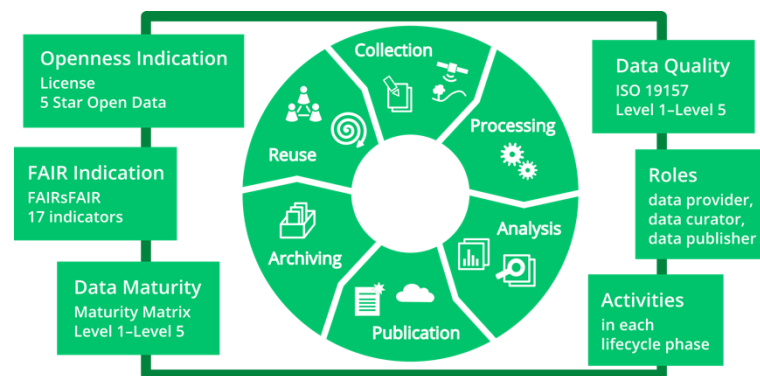 Openness Indication
License
5 Star Open Data
FAIR Indication
FAIRsFAIR
17 indicators
Data Maturity
Maturity Matrix
Level 1–Level 5
Collection
Processing
Analysis
Publication
Archiving
Reuse
Data Quality
ISO 19157
Level 1–Level 5
Roles
data provider,
data curator,
data publisher
Activities
in each
lifecycle phase